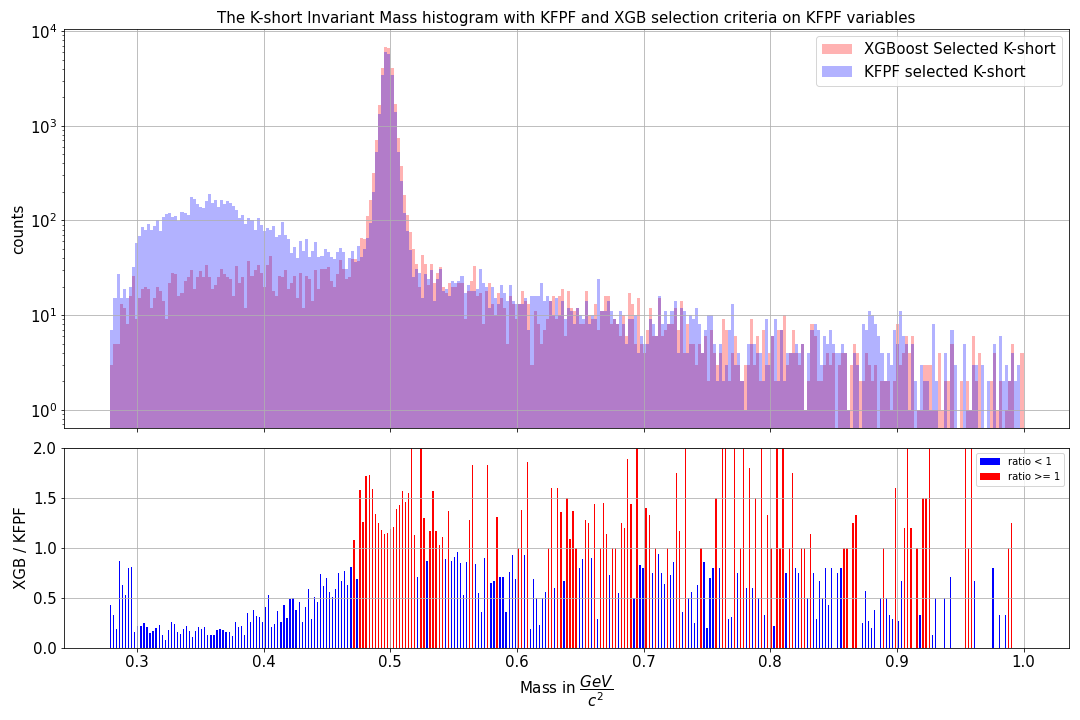 The K-short Invariant Mass histogram with KFPF and XGB selection criteria on KFPF variables
XGBoost Selected K-short
KFPF selected K-short
counts
10^4
10^3
10^2
10^1
10^0
ratio < 1
ratio >= 1
XGB / KFPF
2.0
1.5
1.0
0.5
0.0
0.3 0.4 0.5 0.6 0.7 0.8 0.9 1.0
Mass in GeV/c^2